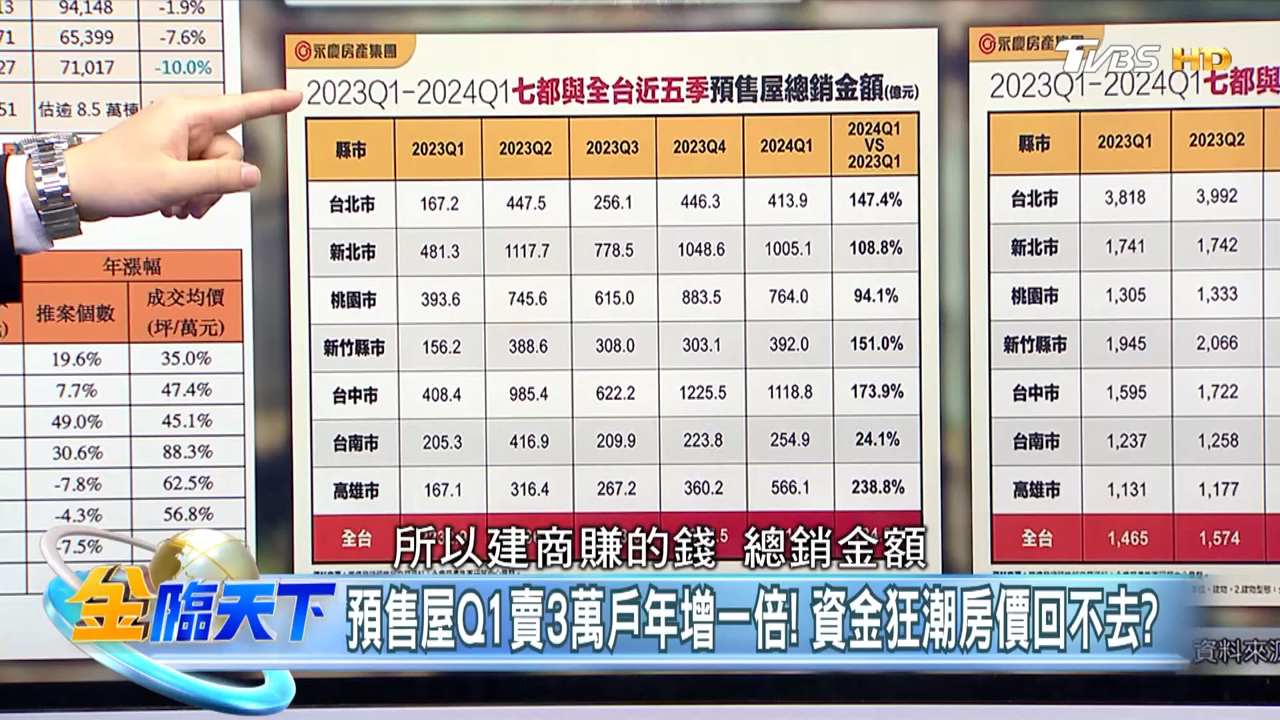 94,148 -1.9%
65,399 -7.6%
71,017 -10.0%
估逾 8.5 萬棟
年漲幅
推案個數 成交均價
(坪/萬元)
19.6% 35.0%
7.7% 47.4%
49.0% 45.1%
30.6% 88.3%
-7.8% 62.5%
-4.3% 56.8%
-7.5%
永慶房產集團
2023Q1-2024Q1七都與全台近五季預售屋總銷金額(億元)
縣市 2023Q1 2023Q2 2023Q3 2023Q4 2024Q1 2024Q1 VS 2023Q1
台北市 167.2 447.5 256.1 446.3 413.9 147.4%
新北市 481.3 1117.7 778.5 1048.6 1005.1 108.8%
桃園市 393.6 745.6 615.0 883.5 764.0 94.1%
新竹縣市 156.2 388.6 308.0 303.1 392.0 151.0%
台中市 408.4 985.4 622.2 1225.5 1118.8 173.9%
台南市 205.3 416.9 209.9 223.8 254.9 24.1%
高雄市 167.1 316.4 267.2 360.2 566.1 238.8%
全台
永慶房產集團
TVBS HD
2023Q1-2024Q1七都與
縣市 2023Q1 2023Q2
台北市 3,818 3,992
新北市 1,741 1,742
桃園市 1,305 1,333
新竹縣市 1,945 2,066
台中市 1,595 1,722
台南市 1,237 1,258
高雄市 1,131 1,177
全台 1,465 1,574
所以建商賺的錢 總銷金額
金臨天下
預售屋Q1賣3萬戶年增一倍! 資金狂潮房價回不去?
資料來源